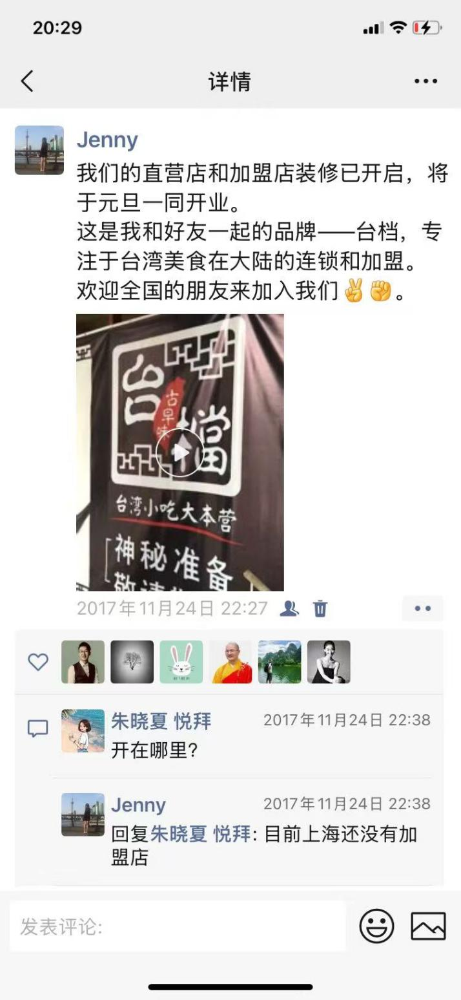 20:29
详情
Jenny
我们的直营店和加盟店装修已开启，将
于元旦一同开业。
这是我和好友一起的品牌——台档，专
注于台湾美食在大陆的连锁和加盟。
欢迎全国的朋友来加入我们✌️✊。
台
古早味
檔
台湾小吃大本营
神秘准备
敬请
2017年11月24日 22:27
朱晓夏 悦拜
2017年11月24日 22:38
开在哪里？
Jenny
2017年11月24日 22:38
回复朱晓夏 悦拜: 目前上海还没有加
盟店
发表评论: